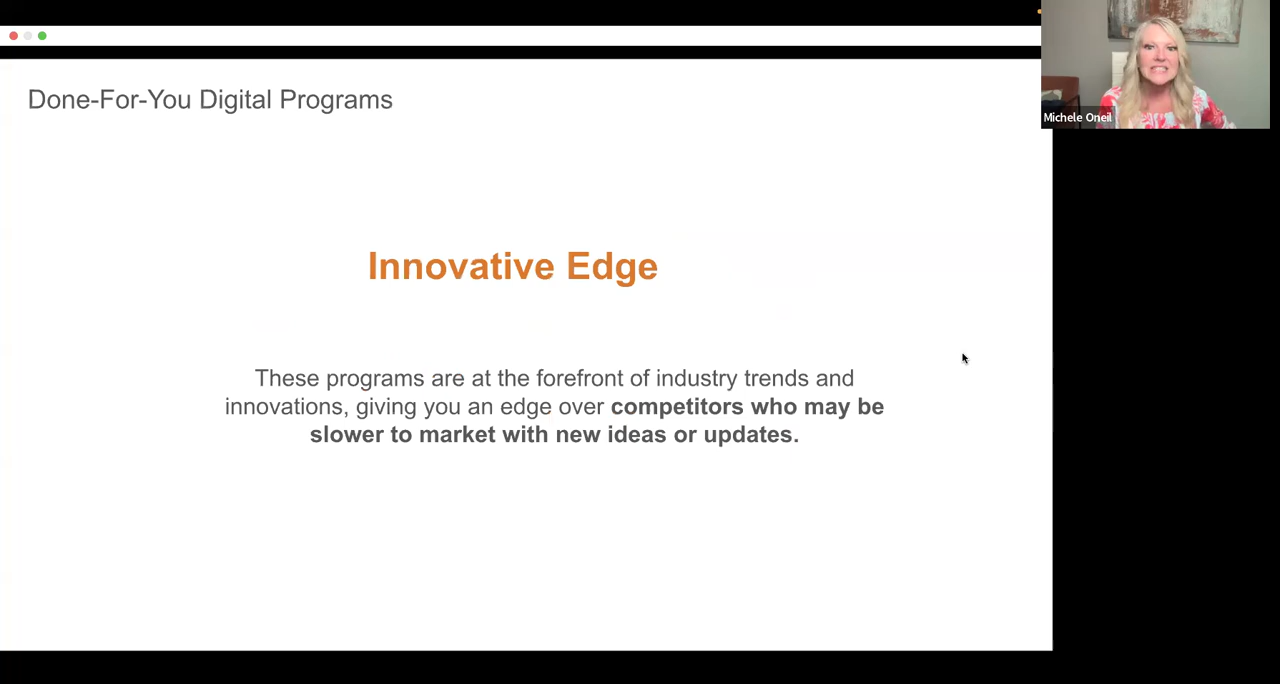 Done-For-You Digital Programs
Michele Oneil
Innovative Edge
These programs are at the forefront of industry trends and
innovations, giving you an edge over competitors who may be
slower to market with new ideas or updates.